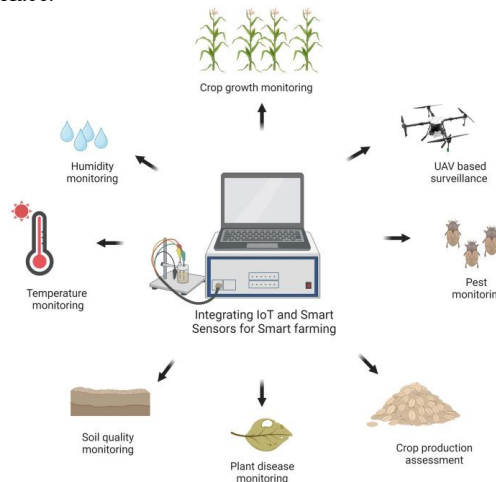 Crop growth monitoring
Humidity
monitoring
UAV based
surveillance
Temperature
monitoring
Integrating IoT and Smart
Sensors for Smart farming
Pest
Soil quality
monitoring
Plant disease
monitoring
Crop production
assessment